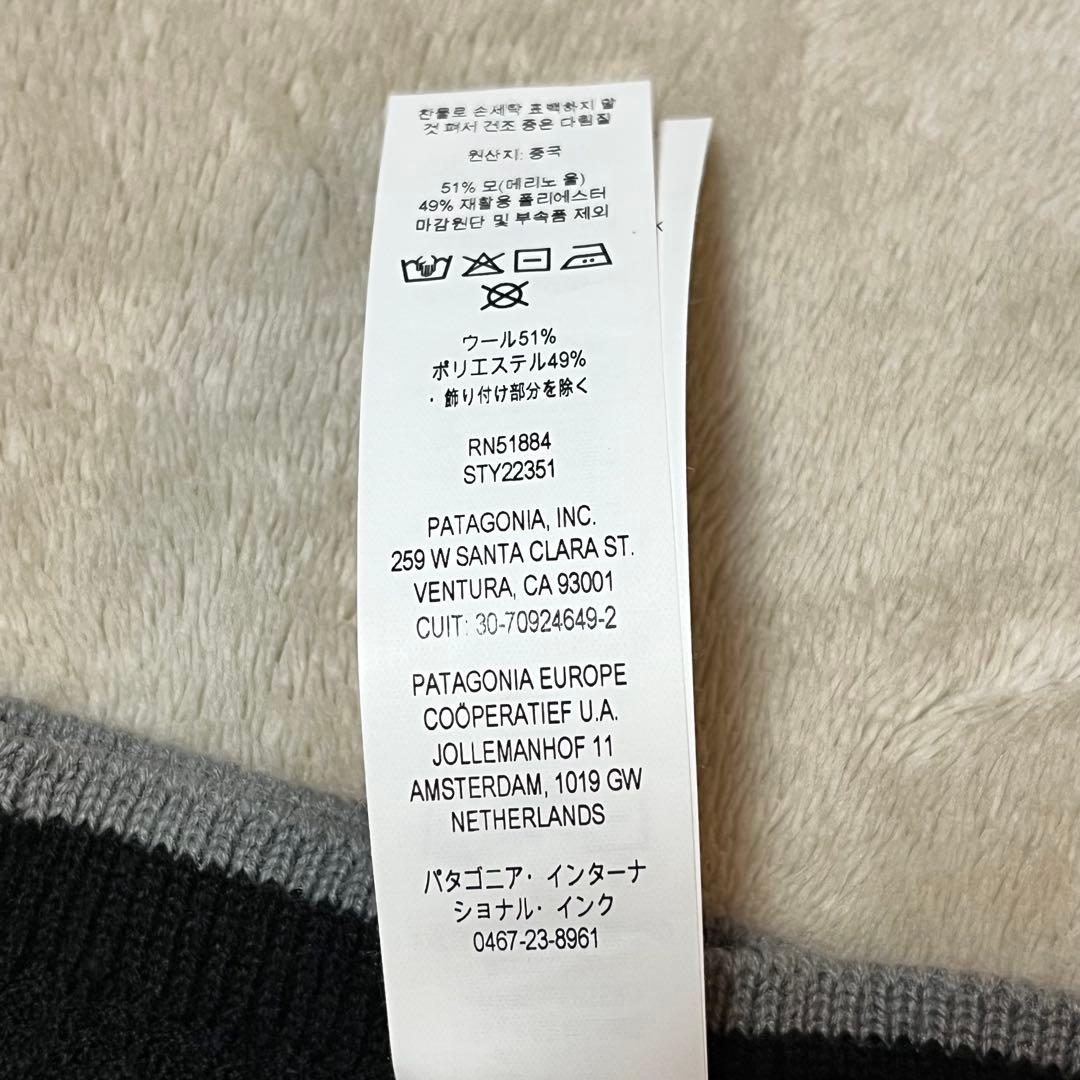 찬물로 손세탁 표백하지 말
것 펴서 건조 중은 다림질
원산지: 중국
51% 모(메리노 울)
49% 재활용 폴리에스터
마감원단 및 부속품 제외
ウール51%
ポリエステル49%
・飾り付け部分を除く
RN51884
STY22351
PATAGONIA, INC.
259 W SANTA CLARA ST.
VENTURA, CA 93001
CUIT: 30-70924649-2
PATAGONIA EUROPE
COÖPERATIEF U.A.
JOLLEMANHOF 11
AMSTERDAM, 1019 GW
NETHERLANDS
パタゴニア・インターナ
ショナル・インク
0467-23-8961